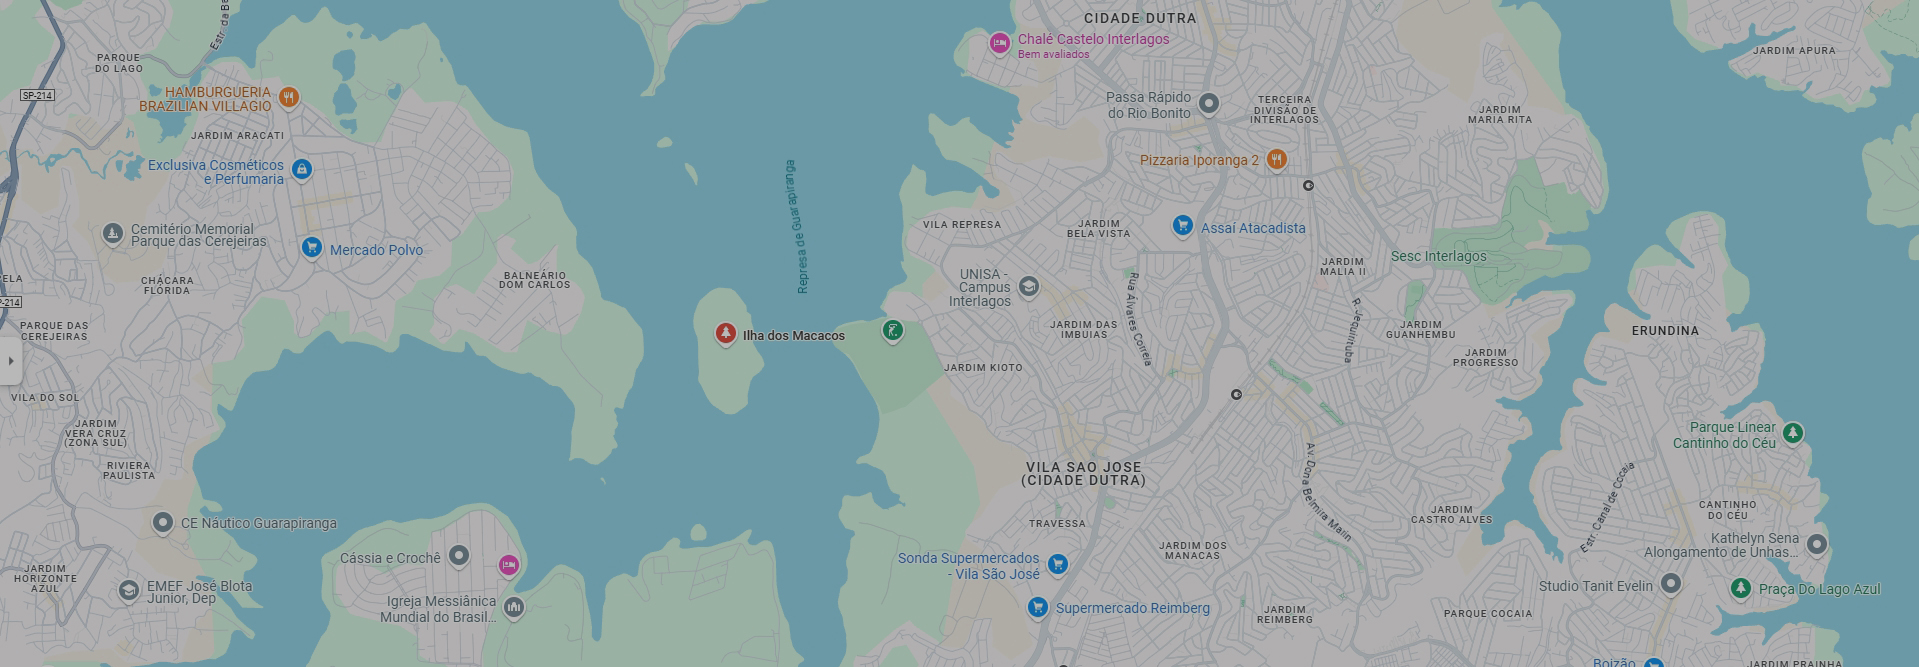 Estr. da Be
CIDADE DUTRA
Chalé Castelo Interlagos
Bem avaliados
JARDIM APURA
PARQUE
DO LAGO
SP-214
HAMBURGUERIA
BRAZILIAN VILLAGIO
Passa Rápido
do Rio Bonito
TERCEIRA
DIVISÃO DE
INTERLAGOS
JARDIM
MARIA RITA
JARDIM ARACATI
Exclusiva Cosméticos
e Perfumaria
Pizzaria Iporanga 2
Represa de Guarapiranga
Cemitério Memorial
Parque das Cerejeiras
Mercado Polvo
VILA REPRESA
JARDIM
BELA VISTA
Assaí Atacadista
Sesc Interlagos
JARDIM
MALIA II
ELA
CHÁCARA
FLÓRIDA
BALNEÁRIO
DOM CARLOS
UNISA -
Campus
Interlagos
Rua Álvares Correia
R. Jequirituba
P-214
PARQUE DAS
CEREJEIRAS
Ilha dos Macacos
JARDIM DAS
IMBUIAS
JARDIM
GUANHEMBU
ERUNDINA
JARDIM
PROGRESSO
JARDIM KIOTO
VILA DO SOL
JARDIM
VERA CRUZ
(ZONA SUL)
Parque Linear
Cantinho do Céu
RIVIERA
PAULISTA
VILA SAO JOSE
(CIDADE DUTRA)
Av. Dona Belmira Marin
Estr. Canal de Cocaia
CE Náutico Guarapiranga
TRAVESSA
JARDIM
CASTRO ALVES
CANTINHO
DO CÉU
Cássia e Crochê
Sonda Supermercados
- Vila São José
JARDIM DOS
MANACAS
Kathelyn Sena
Alongamento de Unhas...
JARDIM
HORIZONTE
AZUL
EMEF José Blota
Junior, Dep
Igreja Messiânica
Mundial do Brasil...
Supermercado Reimberg
JARDIM
REIMBERG
Studio Tanit Evelin
Praça Do Lago Azul
PARQUE COCAIA
Boizão
JARDIM PRAINHA